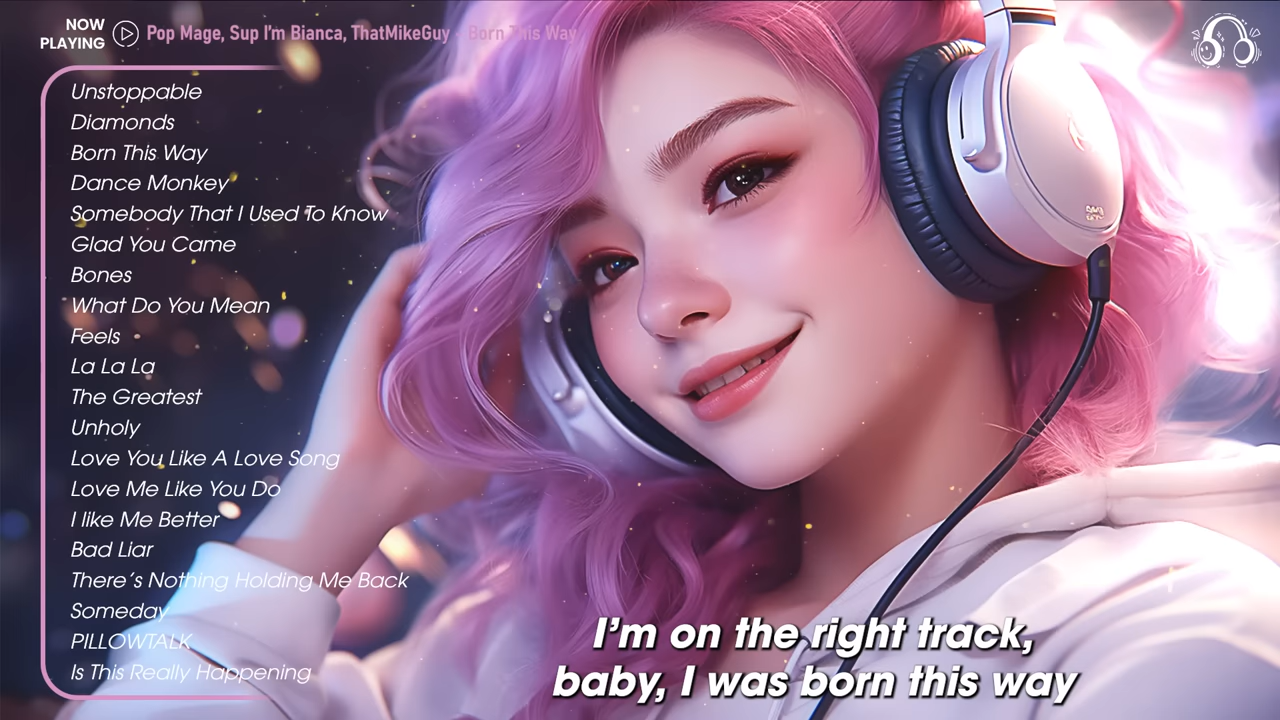 NOW
PLAYING
Pop Mage, Sup I'm Bianca, ThatMikeGuy - Born This Way
Unstoppable
Diamonds
Born This Way
Dance Monkey
Somebody That I Used To Know
Glad You Came
Bones
What Do You Mean
Feels
La La La
The Greatest
Unholy
Love You Like A Love Song
Love Me Like You Do
I like Me Better
Bad Liar
There's Nothing Holding Me Back
Someday
PILLOWTALK
Is This Really Happening
I'm on the right track,
baby, I was born this way